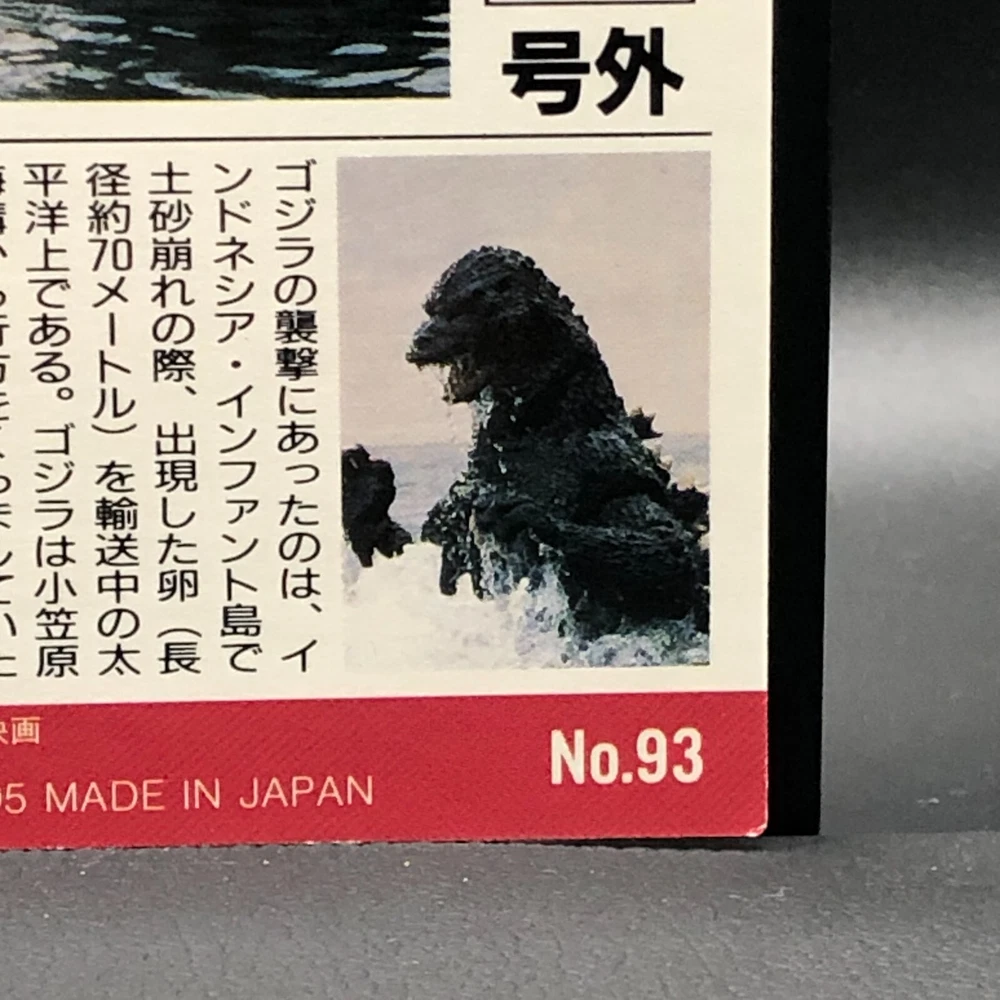 号外
ゴジラの襲撃にあったのは、イ
ンドネシア・インファント島で
土砂崩れの際、出現した卵（長
径約70メートル）を輸送中の太
平洋上である。ゴジラは小笠原
映画
95 MADE IN JAPAN
No.93